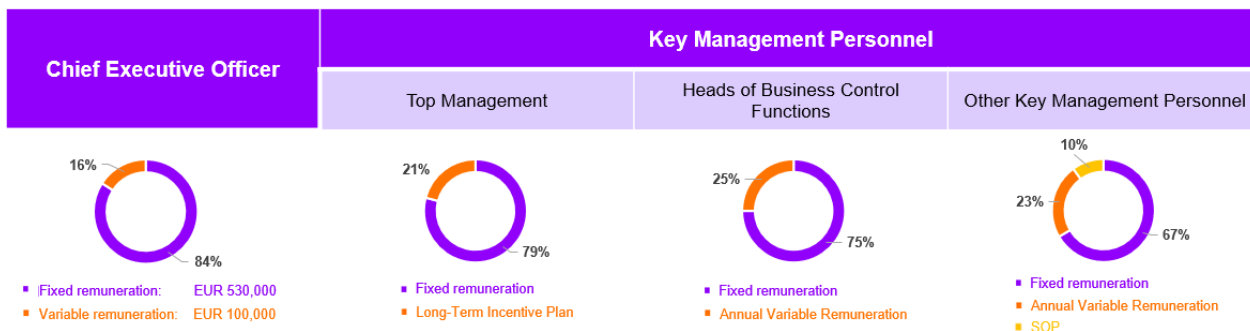 Chief Executive Officer
Key Management Personnel
Top Management
Heads of Business Control
Functions
Other Key Management Personnel
16%
84%
Fixed remuneration: EUR 530,000
Variable remuneration: EUR 100,000
21%
79%
Fixed remuneration
Long-Term Incentive Plan
25%
75%
Fixed remuneration
Annual Variable Remuneration
10%
23%
67%
Fixed remuneration
Annual Variable Remuneration
SOP